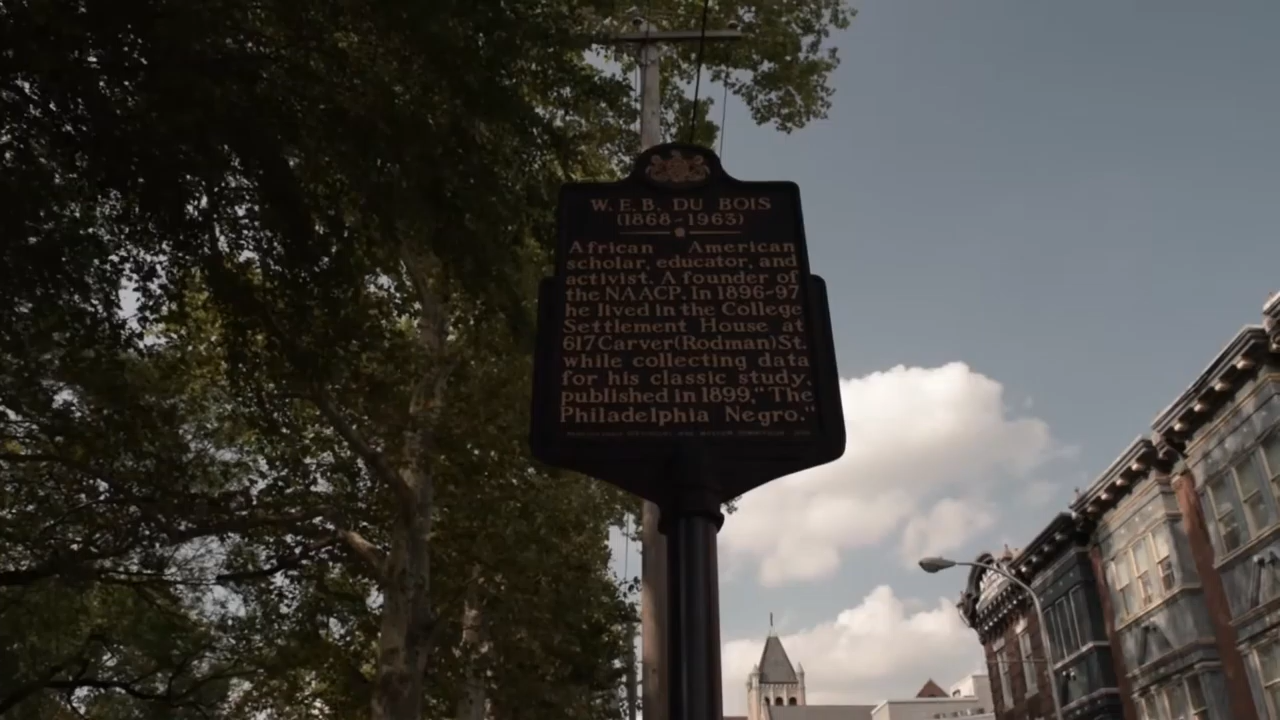 W. E. B. DU BOIS
(1868-1963)
African American
scholar, educator, and
activist. A founder of
the NAACP. In 1896-97
he lived in the College
Settlement House at
617 Carver (Rodman) St.
while collecting data
for his classic study,
published in 1899, "The
Philadelphia Negro."